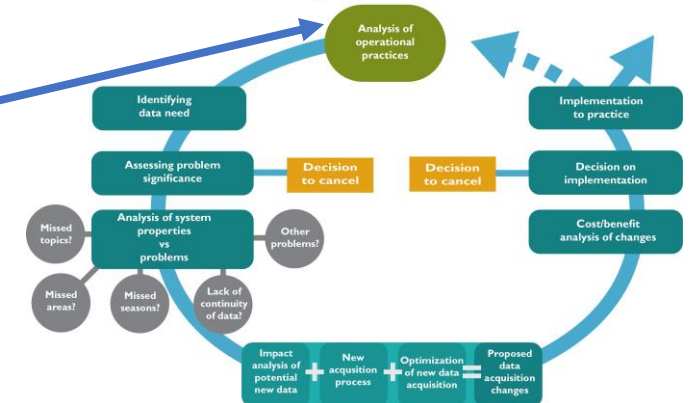 Analysis of
operational
practices
Identifying
data need
Assessing problem
significance
Decision
to cancel
Analysis of system
properties
vs
problems
Missed
topics?
Missed
areas?
Missed
seasons?
Lack of
continuity
of data?
Other
problems?
Impact
analysis of
potential
new data
+
New
acqusition
process
+
Optimization
of new data
acquisition
=
Proposed
data
acquisition
changes
Cost/benefit
analysis of changes
Decision
to cancel
Decision on
implementation
Implementation
to practice